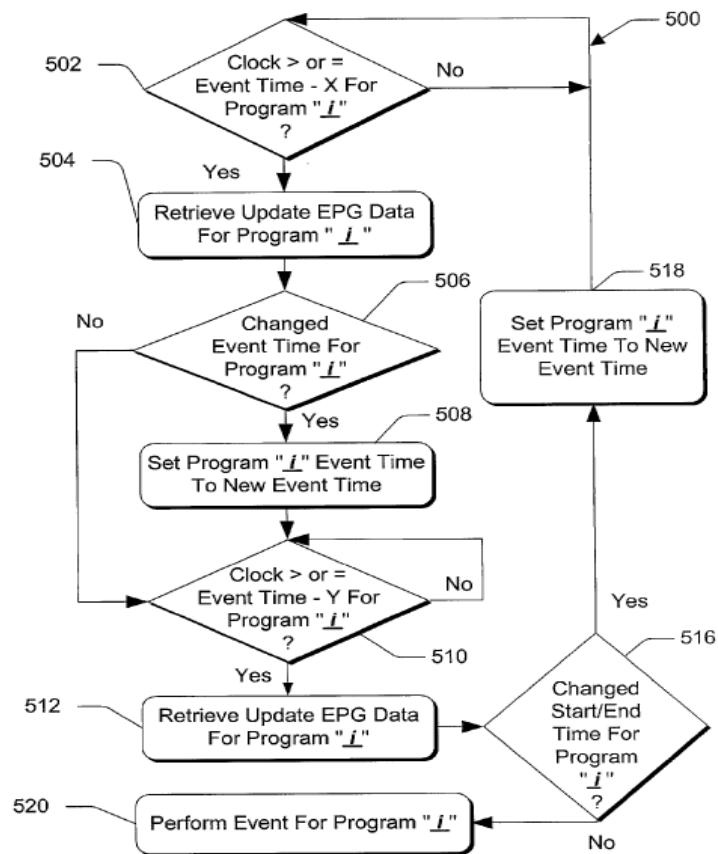 500
502
Clock > or =
Event Time - X For
Program "i"
?
No
Yes
504
Retrieve Update EPG Data
For Program "i"
506
Changed
Event Time For
Program "i"
?
No
Yes
518
Set Program "i"
Event Time To New
Event Time
508
Set Program "i" Event Time
To New Event Time
Clock > or =
Event Time - Y For
Program "i"
?
No
510
Yes
512
Retrieve Update EPG Data
For Program "i"
Yes
516
Changed
Start/End
Time For
Program
"i"
?
No
520
Perform Event For Program "i"